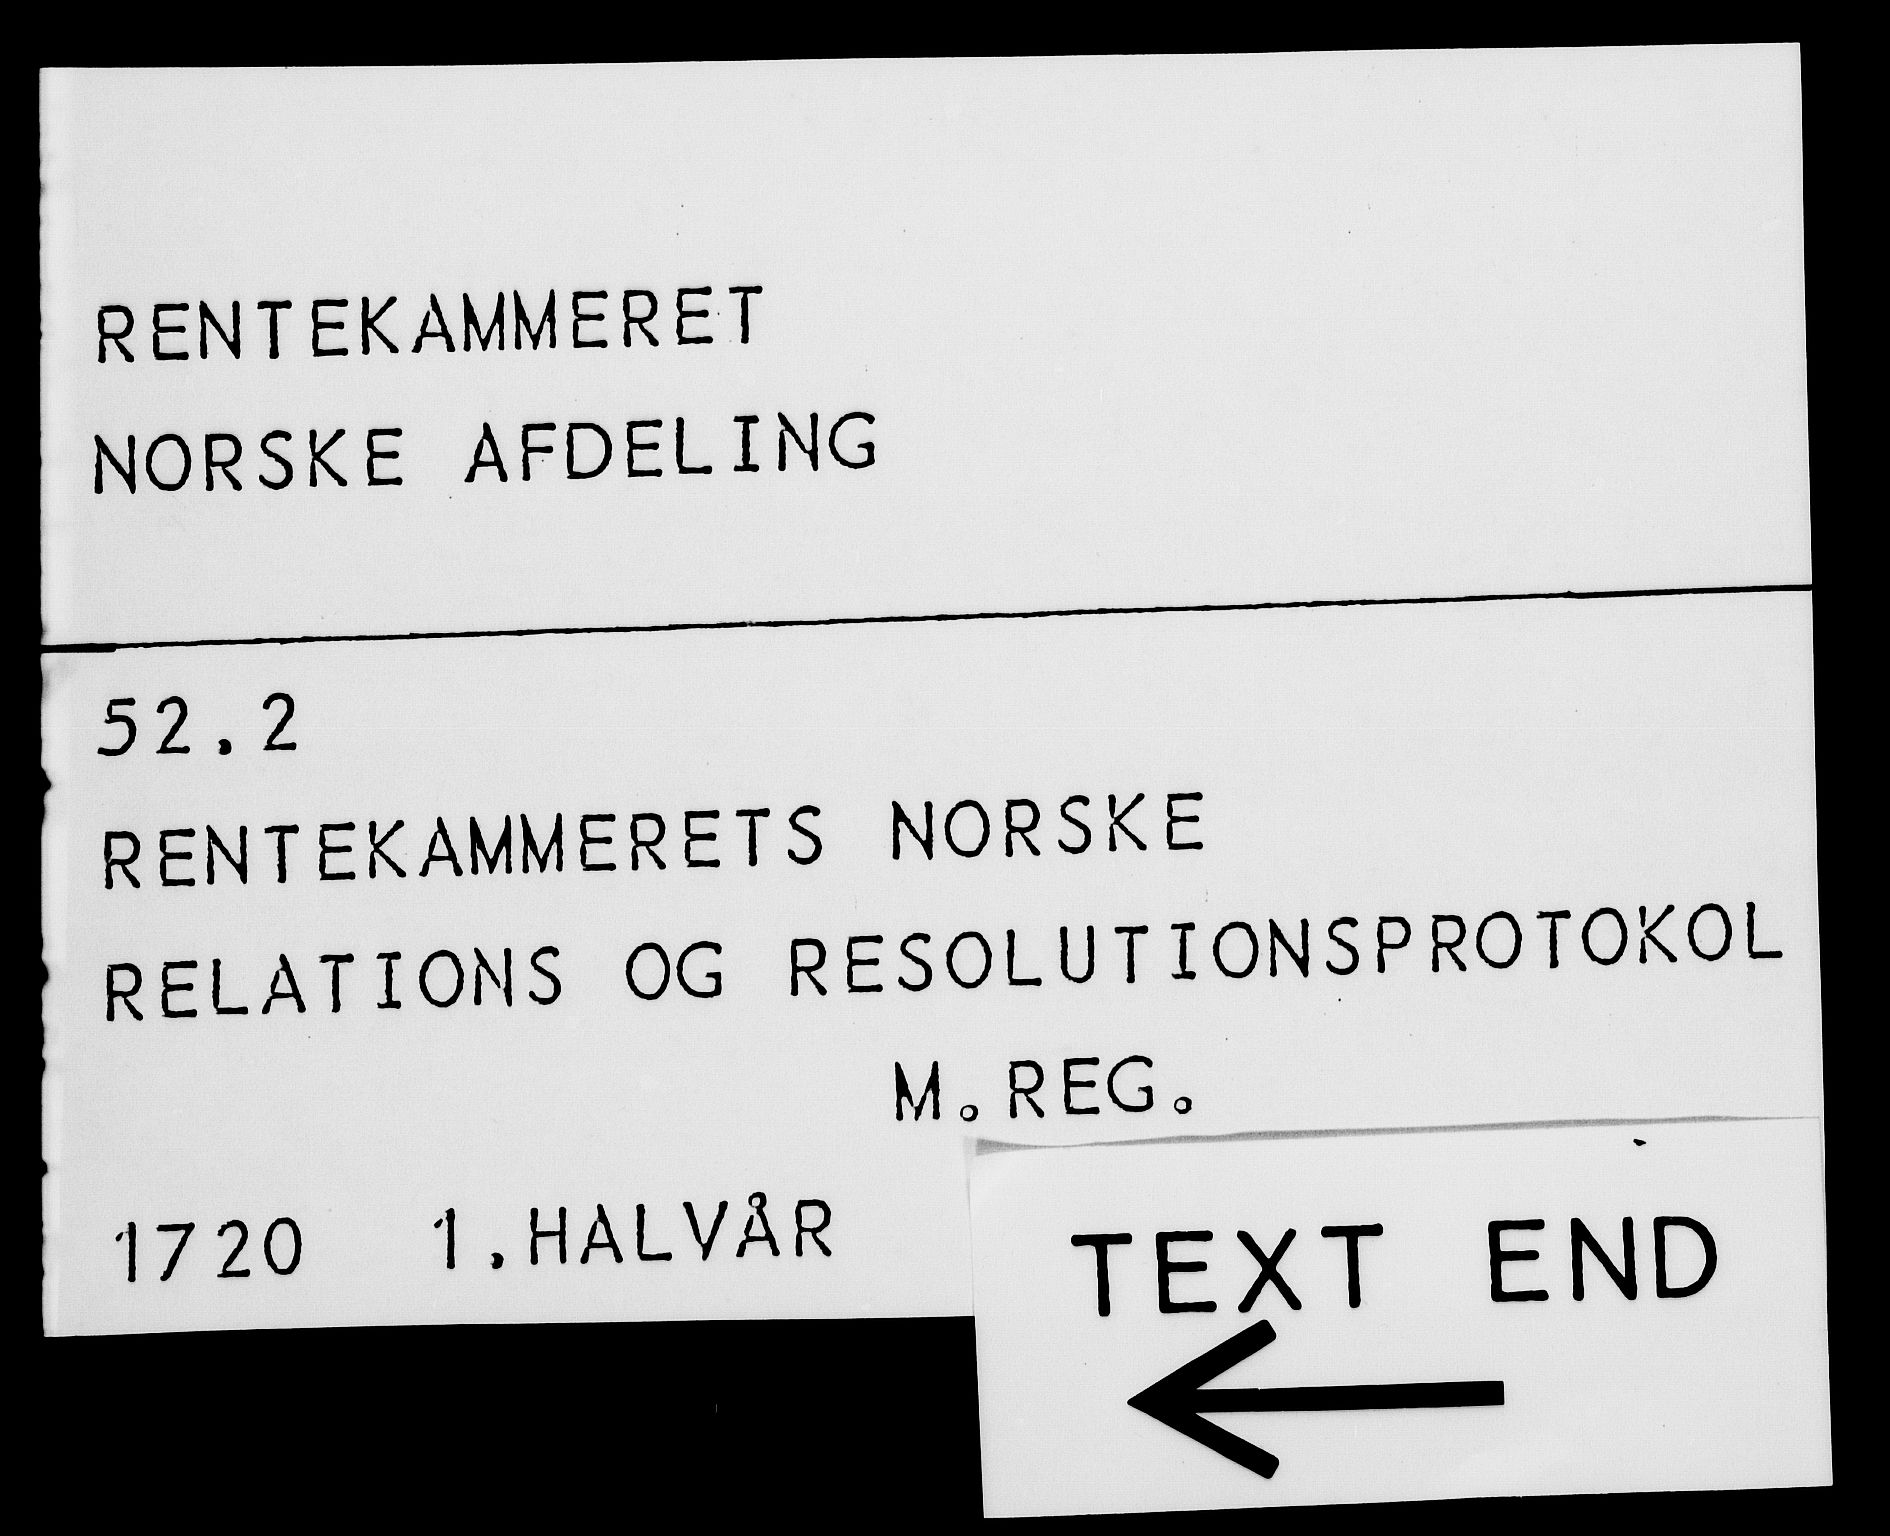 RENTEKAMMERET
NORSKE AFDELING
52.2
RENTEKAMMERETS NORSKE
RELATIONS OG RESOLUTIONSPROTOKOL
M.REG.
1720 1.HALVÅR
TEXT END